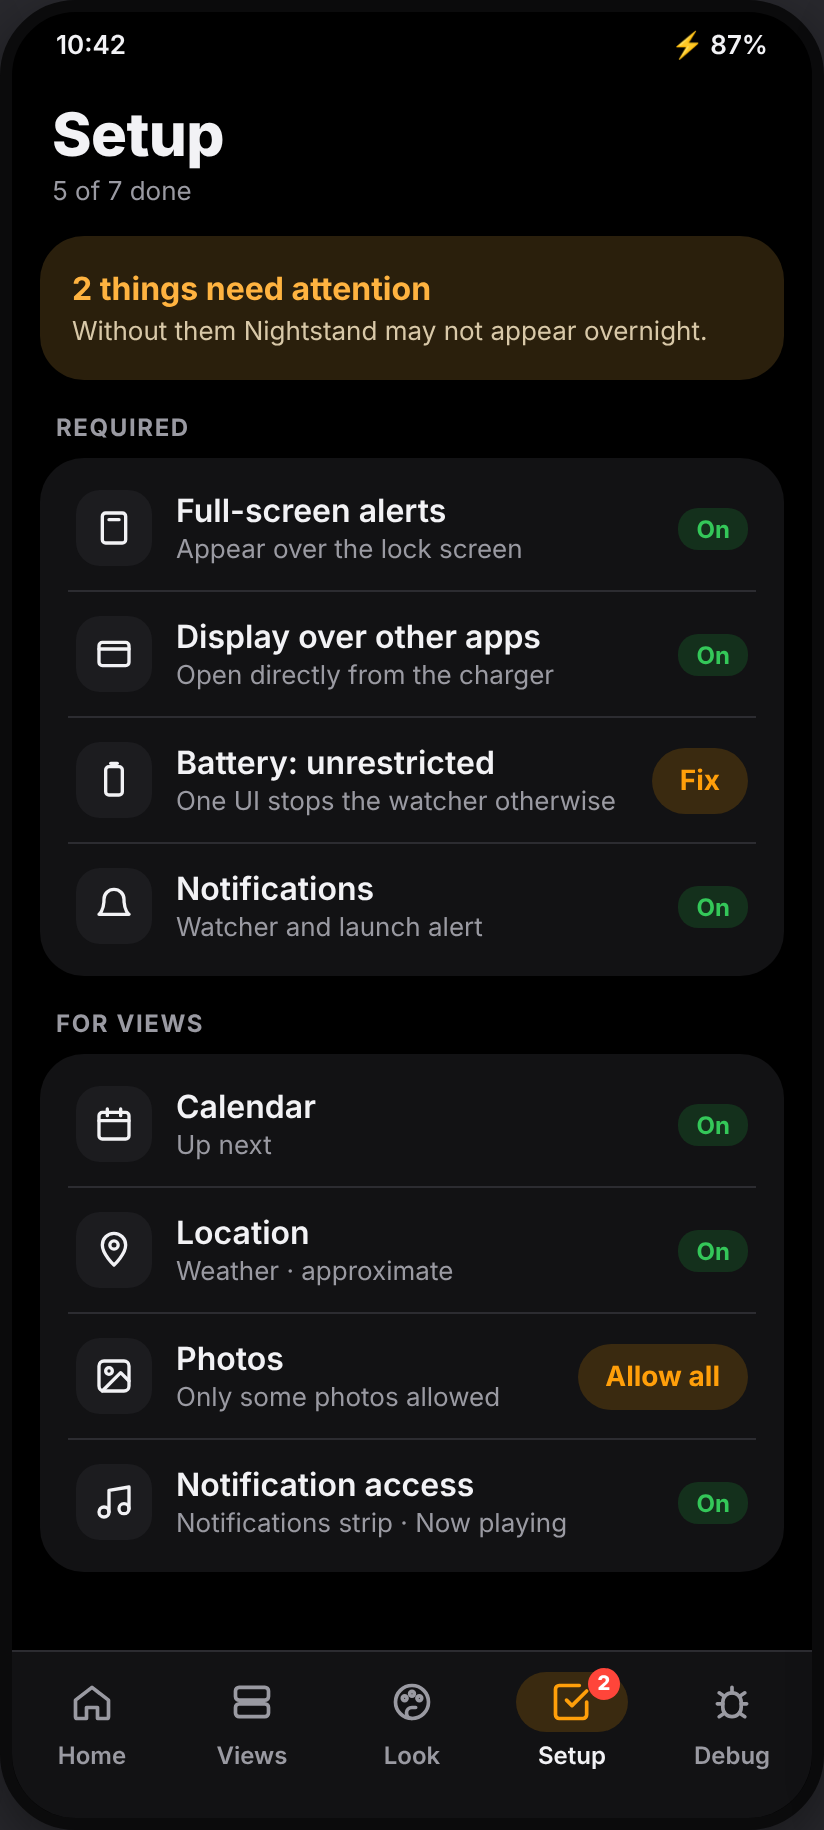 10:42
⚡ 87%
Setup
5 of 7 done
2 things need attention
Without them Nightstand may not appear overnight.
REQUIRED
Full-screen alerts
Appear over the lock screen
On
Display over other apps
Open directly from the charger
On
Battery: unrestricted
One UI stops the watcher otherwise
Fix
Notifications
Watcher and launch alert
On
FOR VIEWS
Calendar
Up next
On
Location
Weather · approximate
On
Photos
Only some photos allowed
Allow all
Notification access
Notifications strip · Now playing
On
2
Home
Views
Look
Setup
Debug